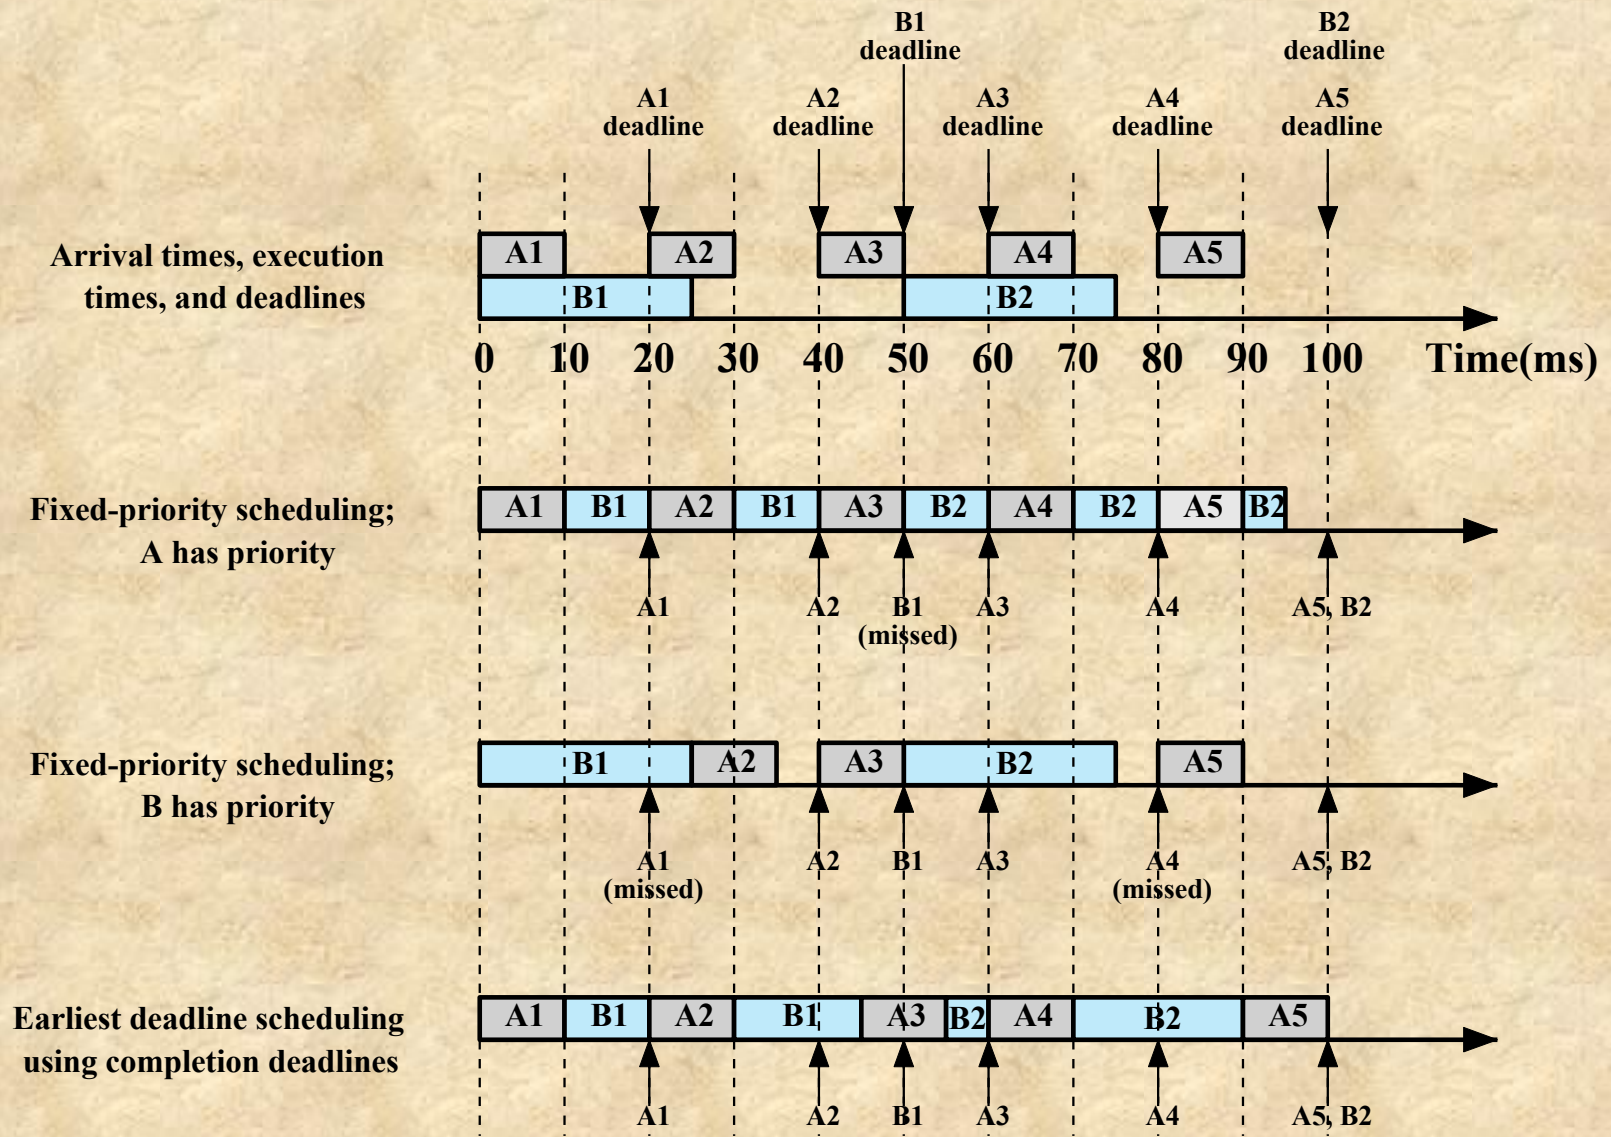 B1
deadline
B2
deadline
A1
deadline
A2
deadline
A3
deadline
A4
deadline
A5
deadline
Arrival times, execution
times, and deadlines
A1 A2 A3 A4 A5
B1 B2
0 10 20 30 40 50 60 70 80 90 100 Time(ms)
Fixed-priority scheduling;
A has priority
A1 B1 A2 B1 A3 B2 A4 B2 A5 B2
A1 A2 B1 A3 A4 A5, B2
(missed)
Fixed-priority scheduling;
B has priority
B1 A2 A3 B2 A5
A1 A2 B1 A3 A4 A5, B2
(missed) (missed)
Earliest deadline scheduling
using completion deadlines
A1 B1 A2 B1 A3 B2 A4 B2 A5
A1 A2 B1 A3 A4 A5, B2